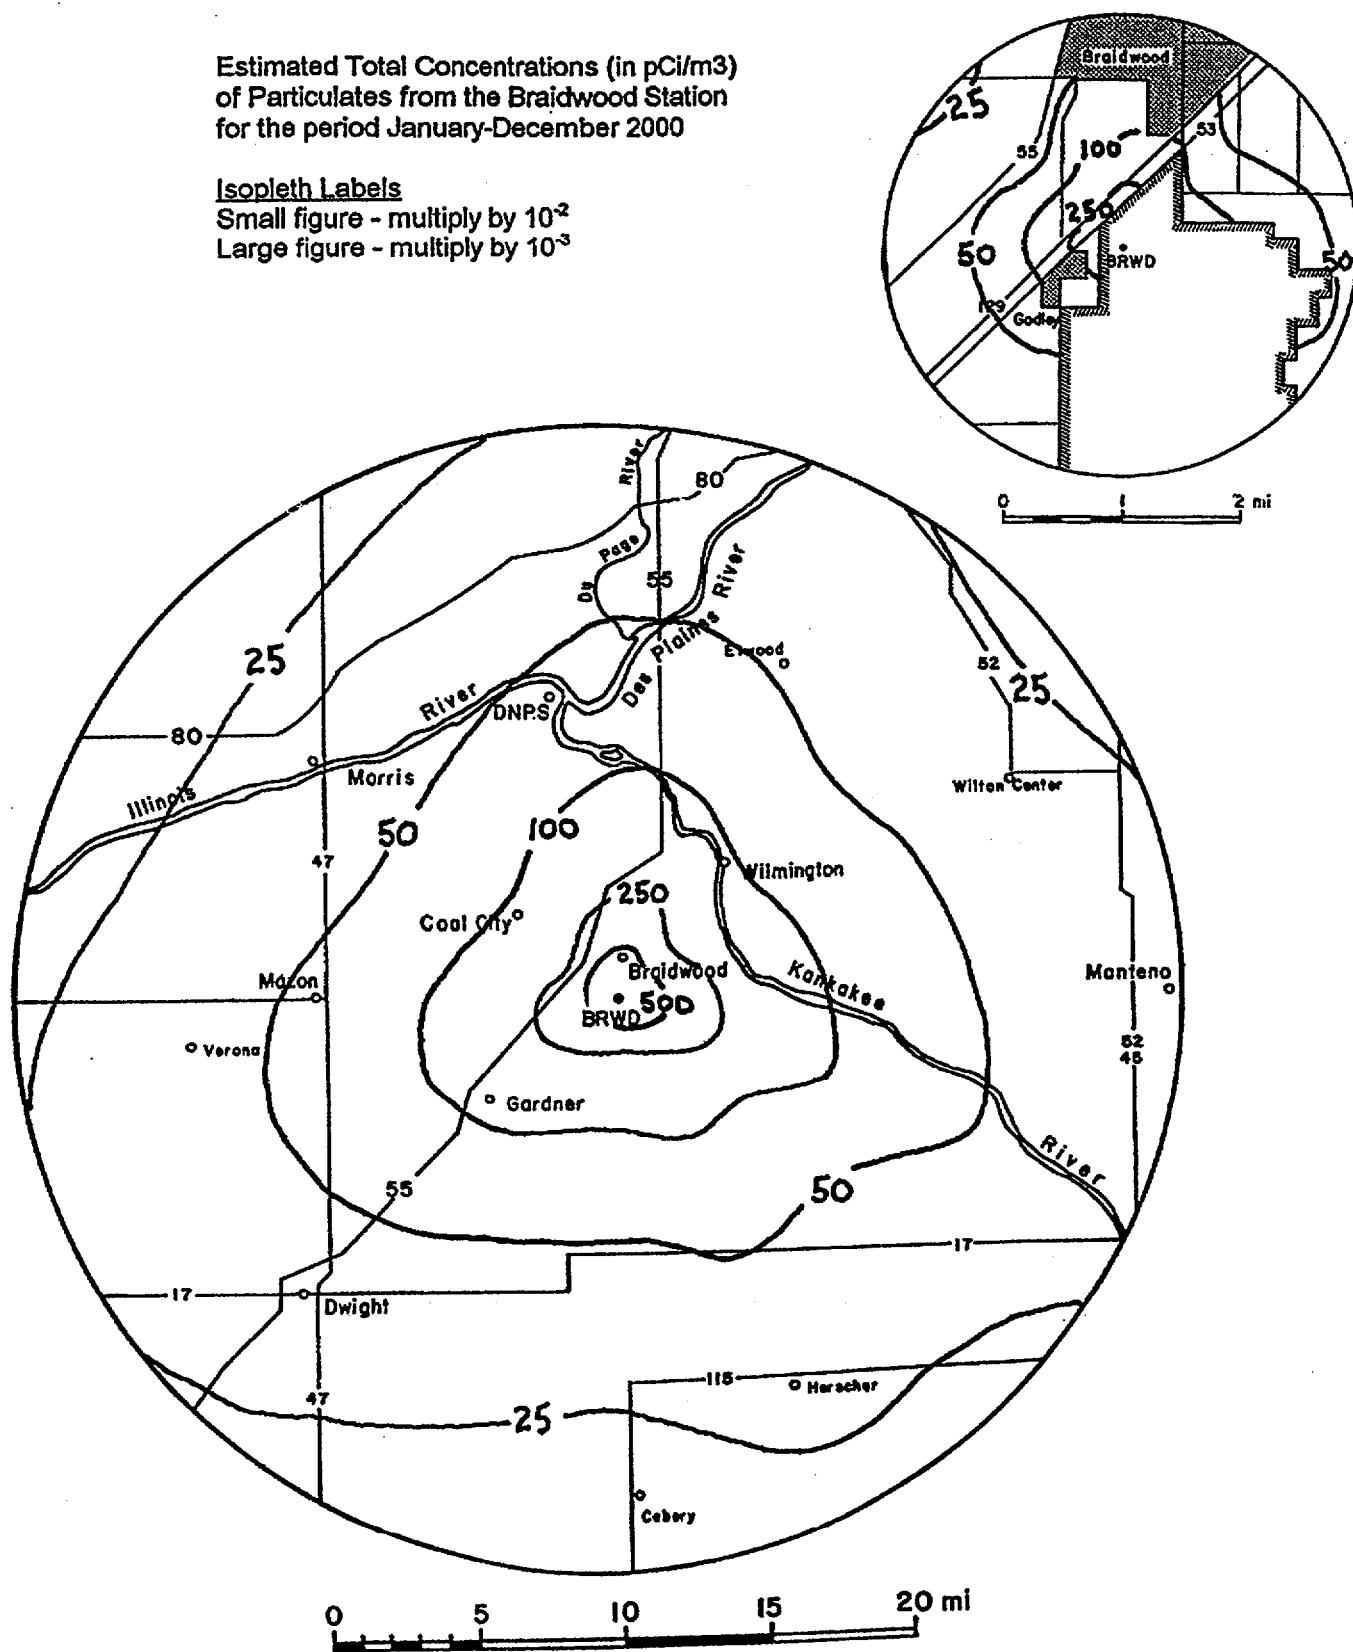 Estimated Total Concentrations (in pCi/m3)
of Particulates from the Braidwood Station
for the period January-December 2000
Isopleth Labels
Small figure - multiply by 10-2
Large figure - multiply by 10-3
Braidwood
25
53
55
100
250
50
BRWD
50
129
Godley
0 1 2 mi
River
80
Page
55
Du
River
Des Plaines
Elwood
52
25
25
River
DNPS
80
Morris
Wilton Center
Illinois
50
100
47
Wilmington
250
Coal City
Braidwood
Kankakee
Manteno
Mazon
500
BRWD
Verona
52
45
Gardner
River
55
50
17
17
Dwight
115
Herscher
47
25
Cabery
0 5 10 15 20 mi